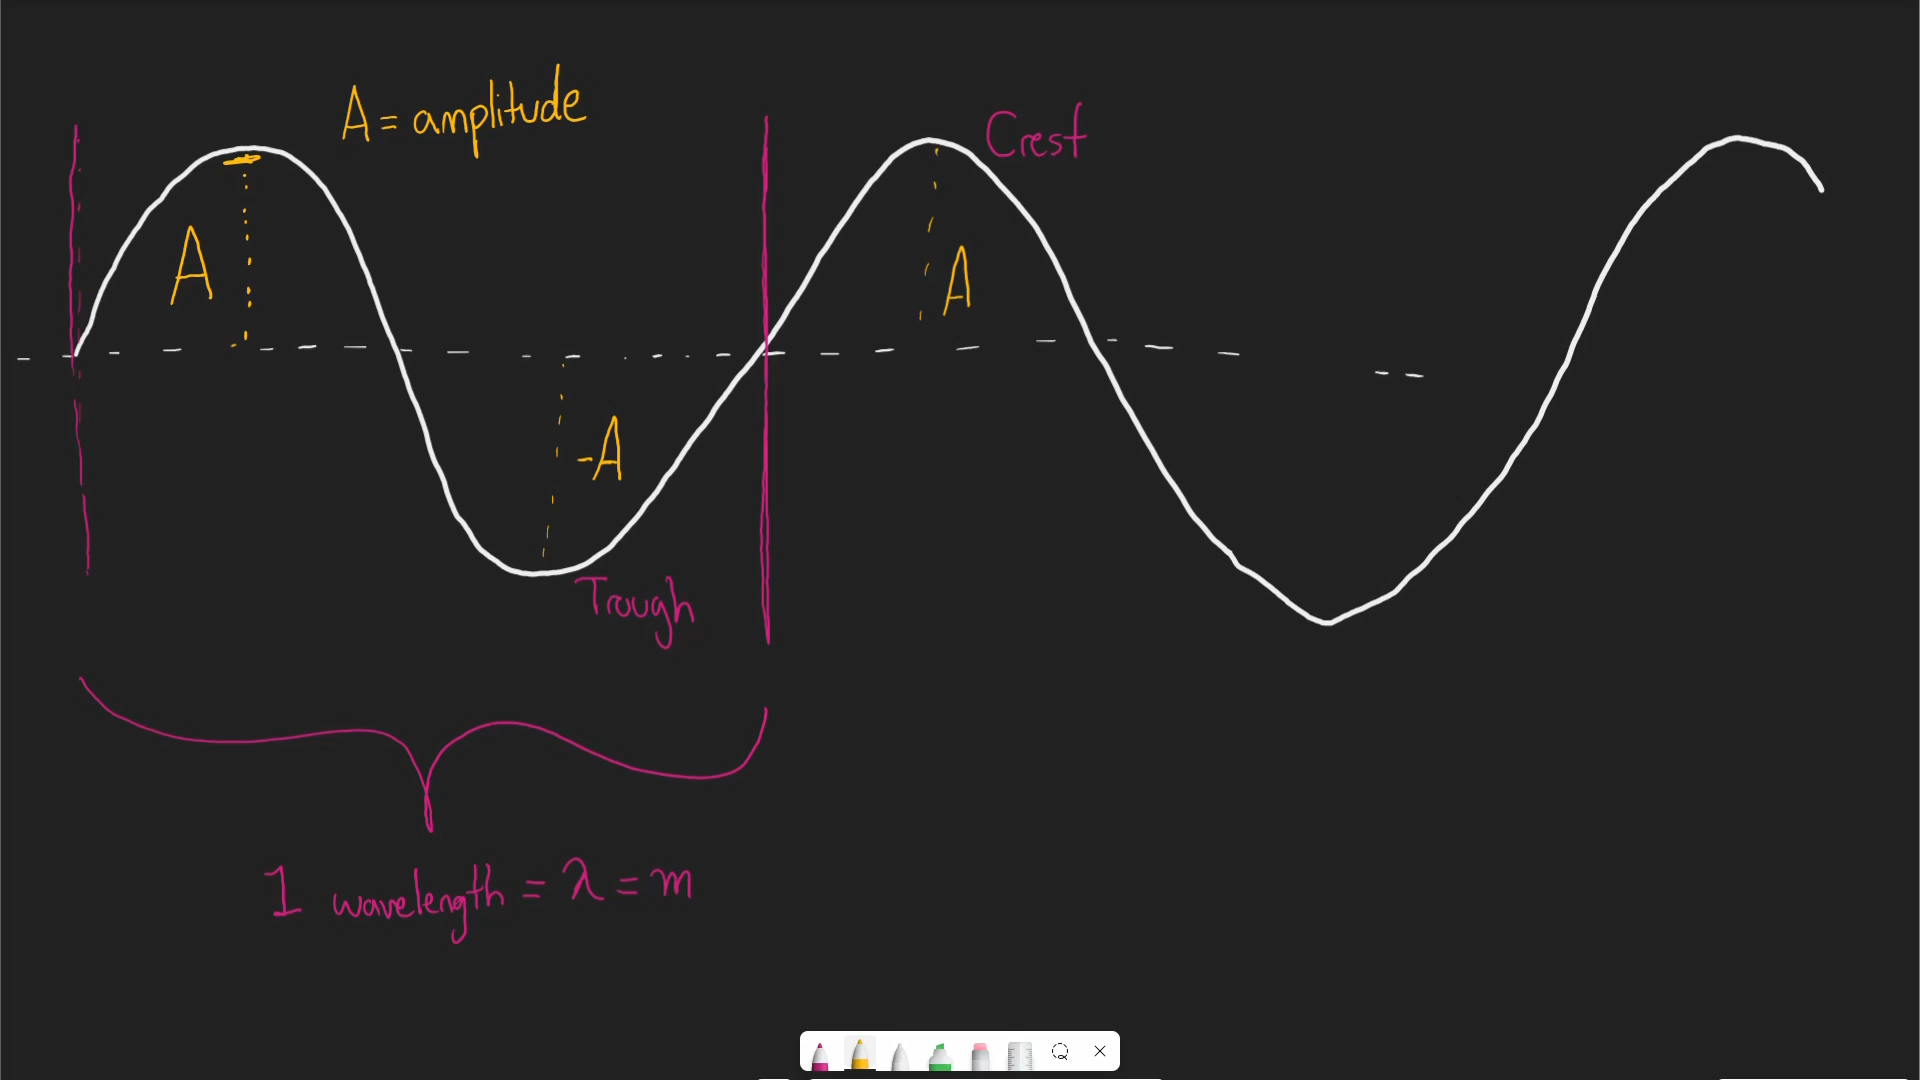 A = amplitude
Crest
A
A
-A
Trough
1 wavelength = λ = m